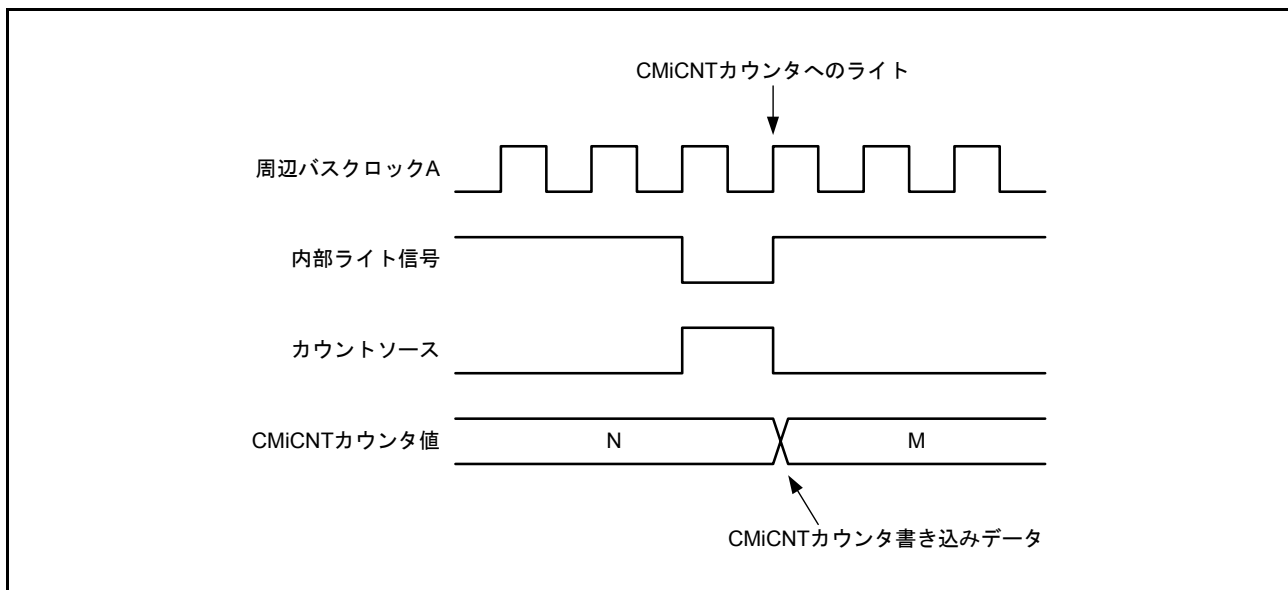 CMiCNTカウンタへのライト
周辺バスクロックA
内部ライト信号
カウントソース
CMiCNTカウンタ値
N
M
CMiCNTカウンタ書き込みデータ